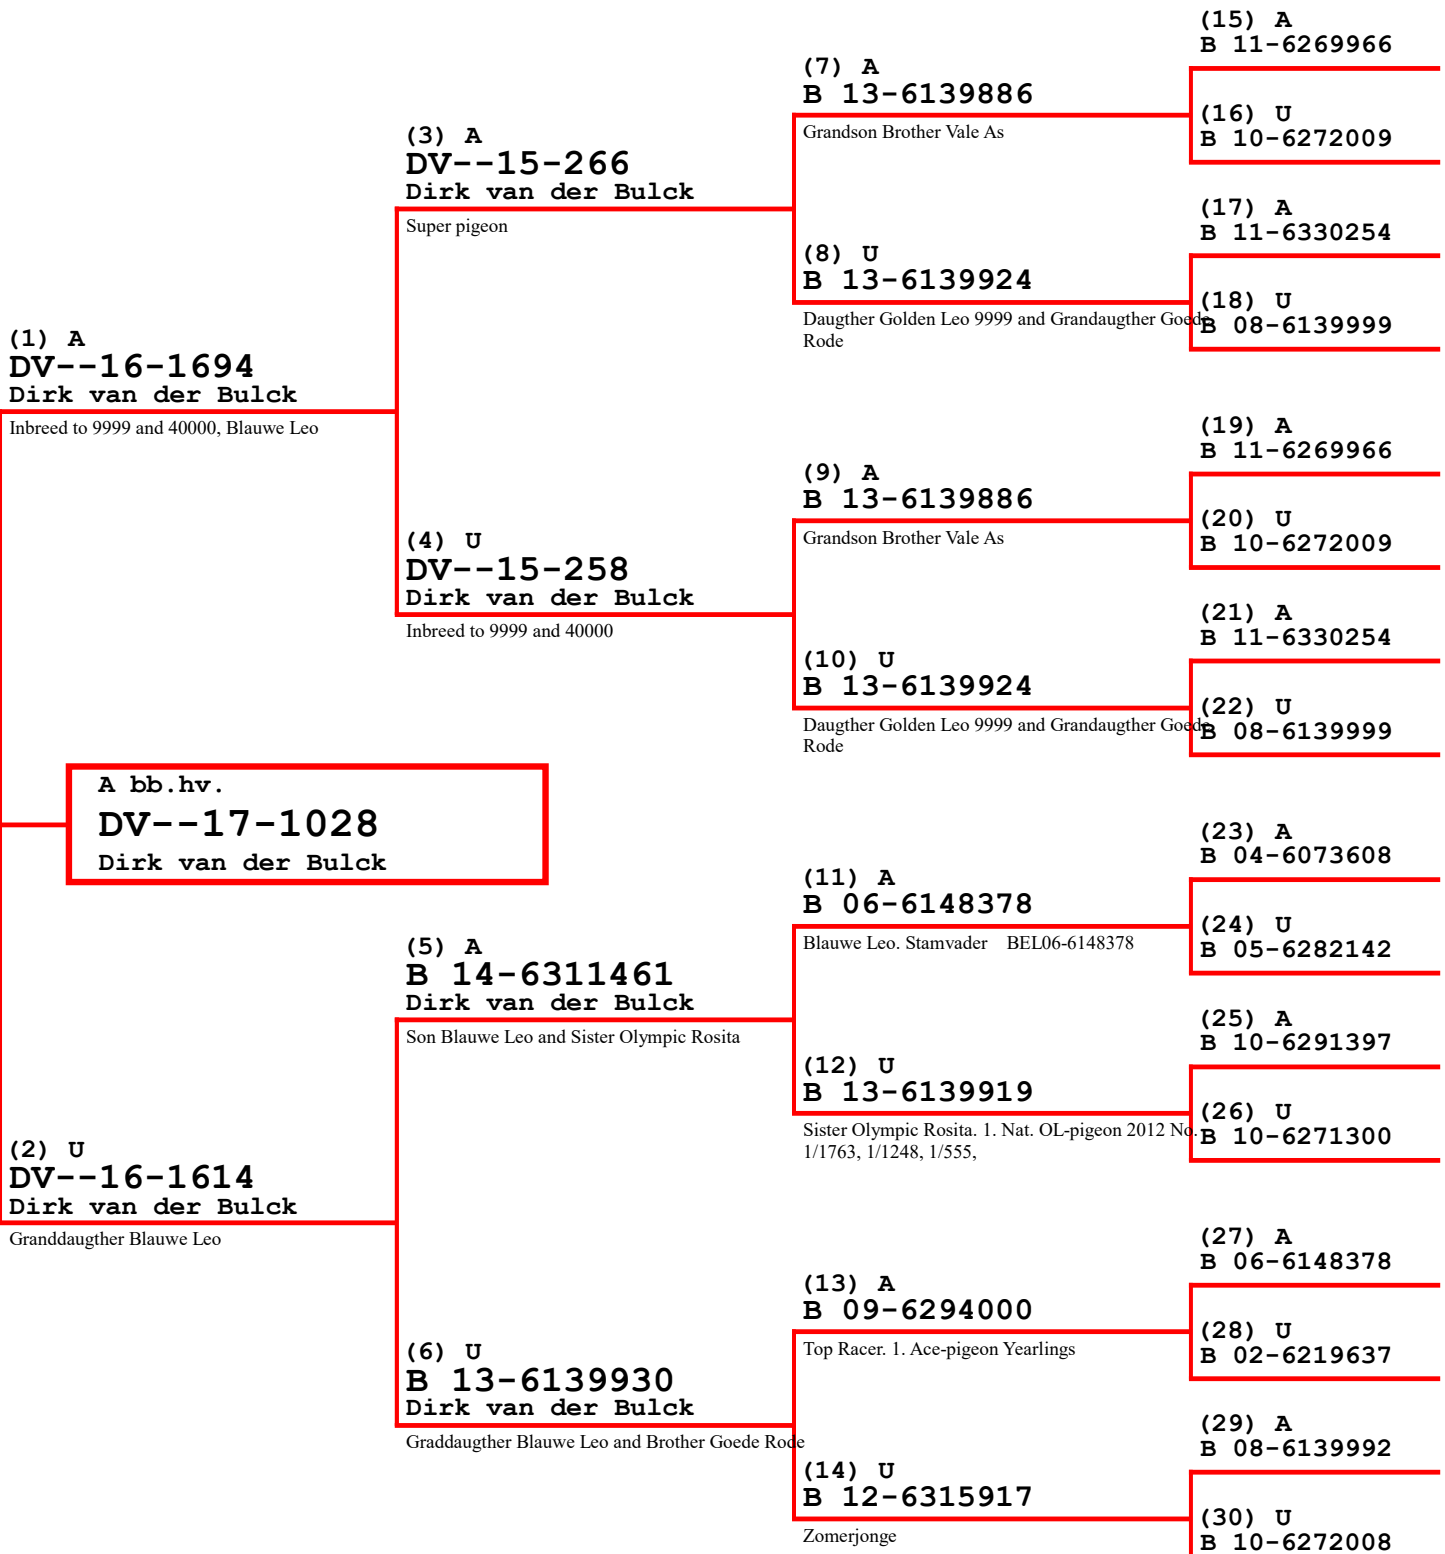 (15) A
B 11-6269966
(7) A
B 13-6139886
(16) U
B 10-6272009
Grandson Brother Vale As
(3) A
DV--15-266
Dirk van der Bulck
Super pigeon
(17) A
B 11-6330254
(8) U
B 13-6139924
(18) U
B 08-6139999
Daugther Golden Leo 9999 and Grandaugther Goede
Rode
(1) A
DV--16-1694
Dirk van der Bulck
Inbreed to 9999 and 40000, Blauwe Leo
(19) A
B 11-6269966
(9) A
B 13-6139886
(20) U
B 10-6272009
Grandson Brother Vale As
(4) U
DV--15-258
Dirk van der Bulck
Inbreed to 9999 and 40000
(21) A
B 11-6330254
(10) U
B 13-6139924
(22) U
B 08-6139999
Daugther Golden Leo 9999 and Grandaugther Goede
Rode
A bb.hv.
DV--17-1028
Dirk van der Bulck
(23) A
B 04-6073608
(11) A
B 06-6148378
(24) U
B 05-6282142
Blauwe Leo. Stamvader BEL06-6148378
(5) A
B 14-6311461
Dirk van der Bulck
Son Blauwe Leo and Sister Olympic Rosita
(25) A
B 10-6291397
(12) U
B 13-6139919
(26) U
B 10-6271300
Sister Olympic Rosita. 1. Nat. OL-pigeon 2012 No.
1/1763, 1/1248, 1/555,
(2) U
DV--16-1614
Dirk van der Bulck
Granddaugther Blauwe Leo
(27) A
B 06-6148378
(13) A
B 09-6294000
(28) U
B 02-6219637
Top Racer. 1. Ace-pigeon Yearlings
(6) U
B 13-6139930
Dirk van der Bulck
Graddaugther Blauwe Leo and Brother Goede Rode
(29) A
B 08-6139992
(14) U
B 12-6315917
(30) U
B 10-6272008
Zomerjonge